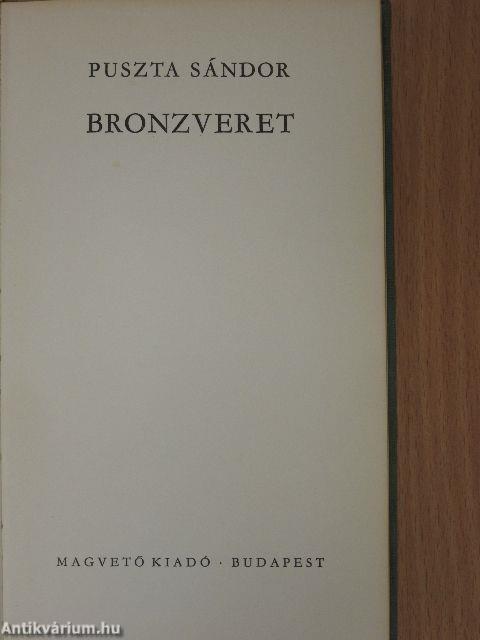 PUSZTA SÁNDOR
BRONZVERET
MAGVETŐ KIADÓ · BUDAPEST
Antikvárium.hu